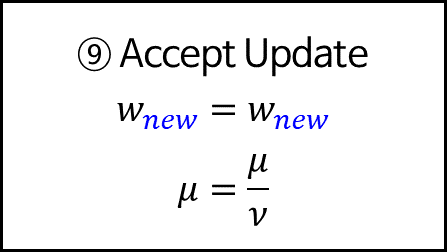 ⑨ Accept Update
w_new = w_new
μ = μ/ν